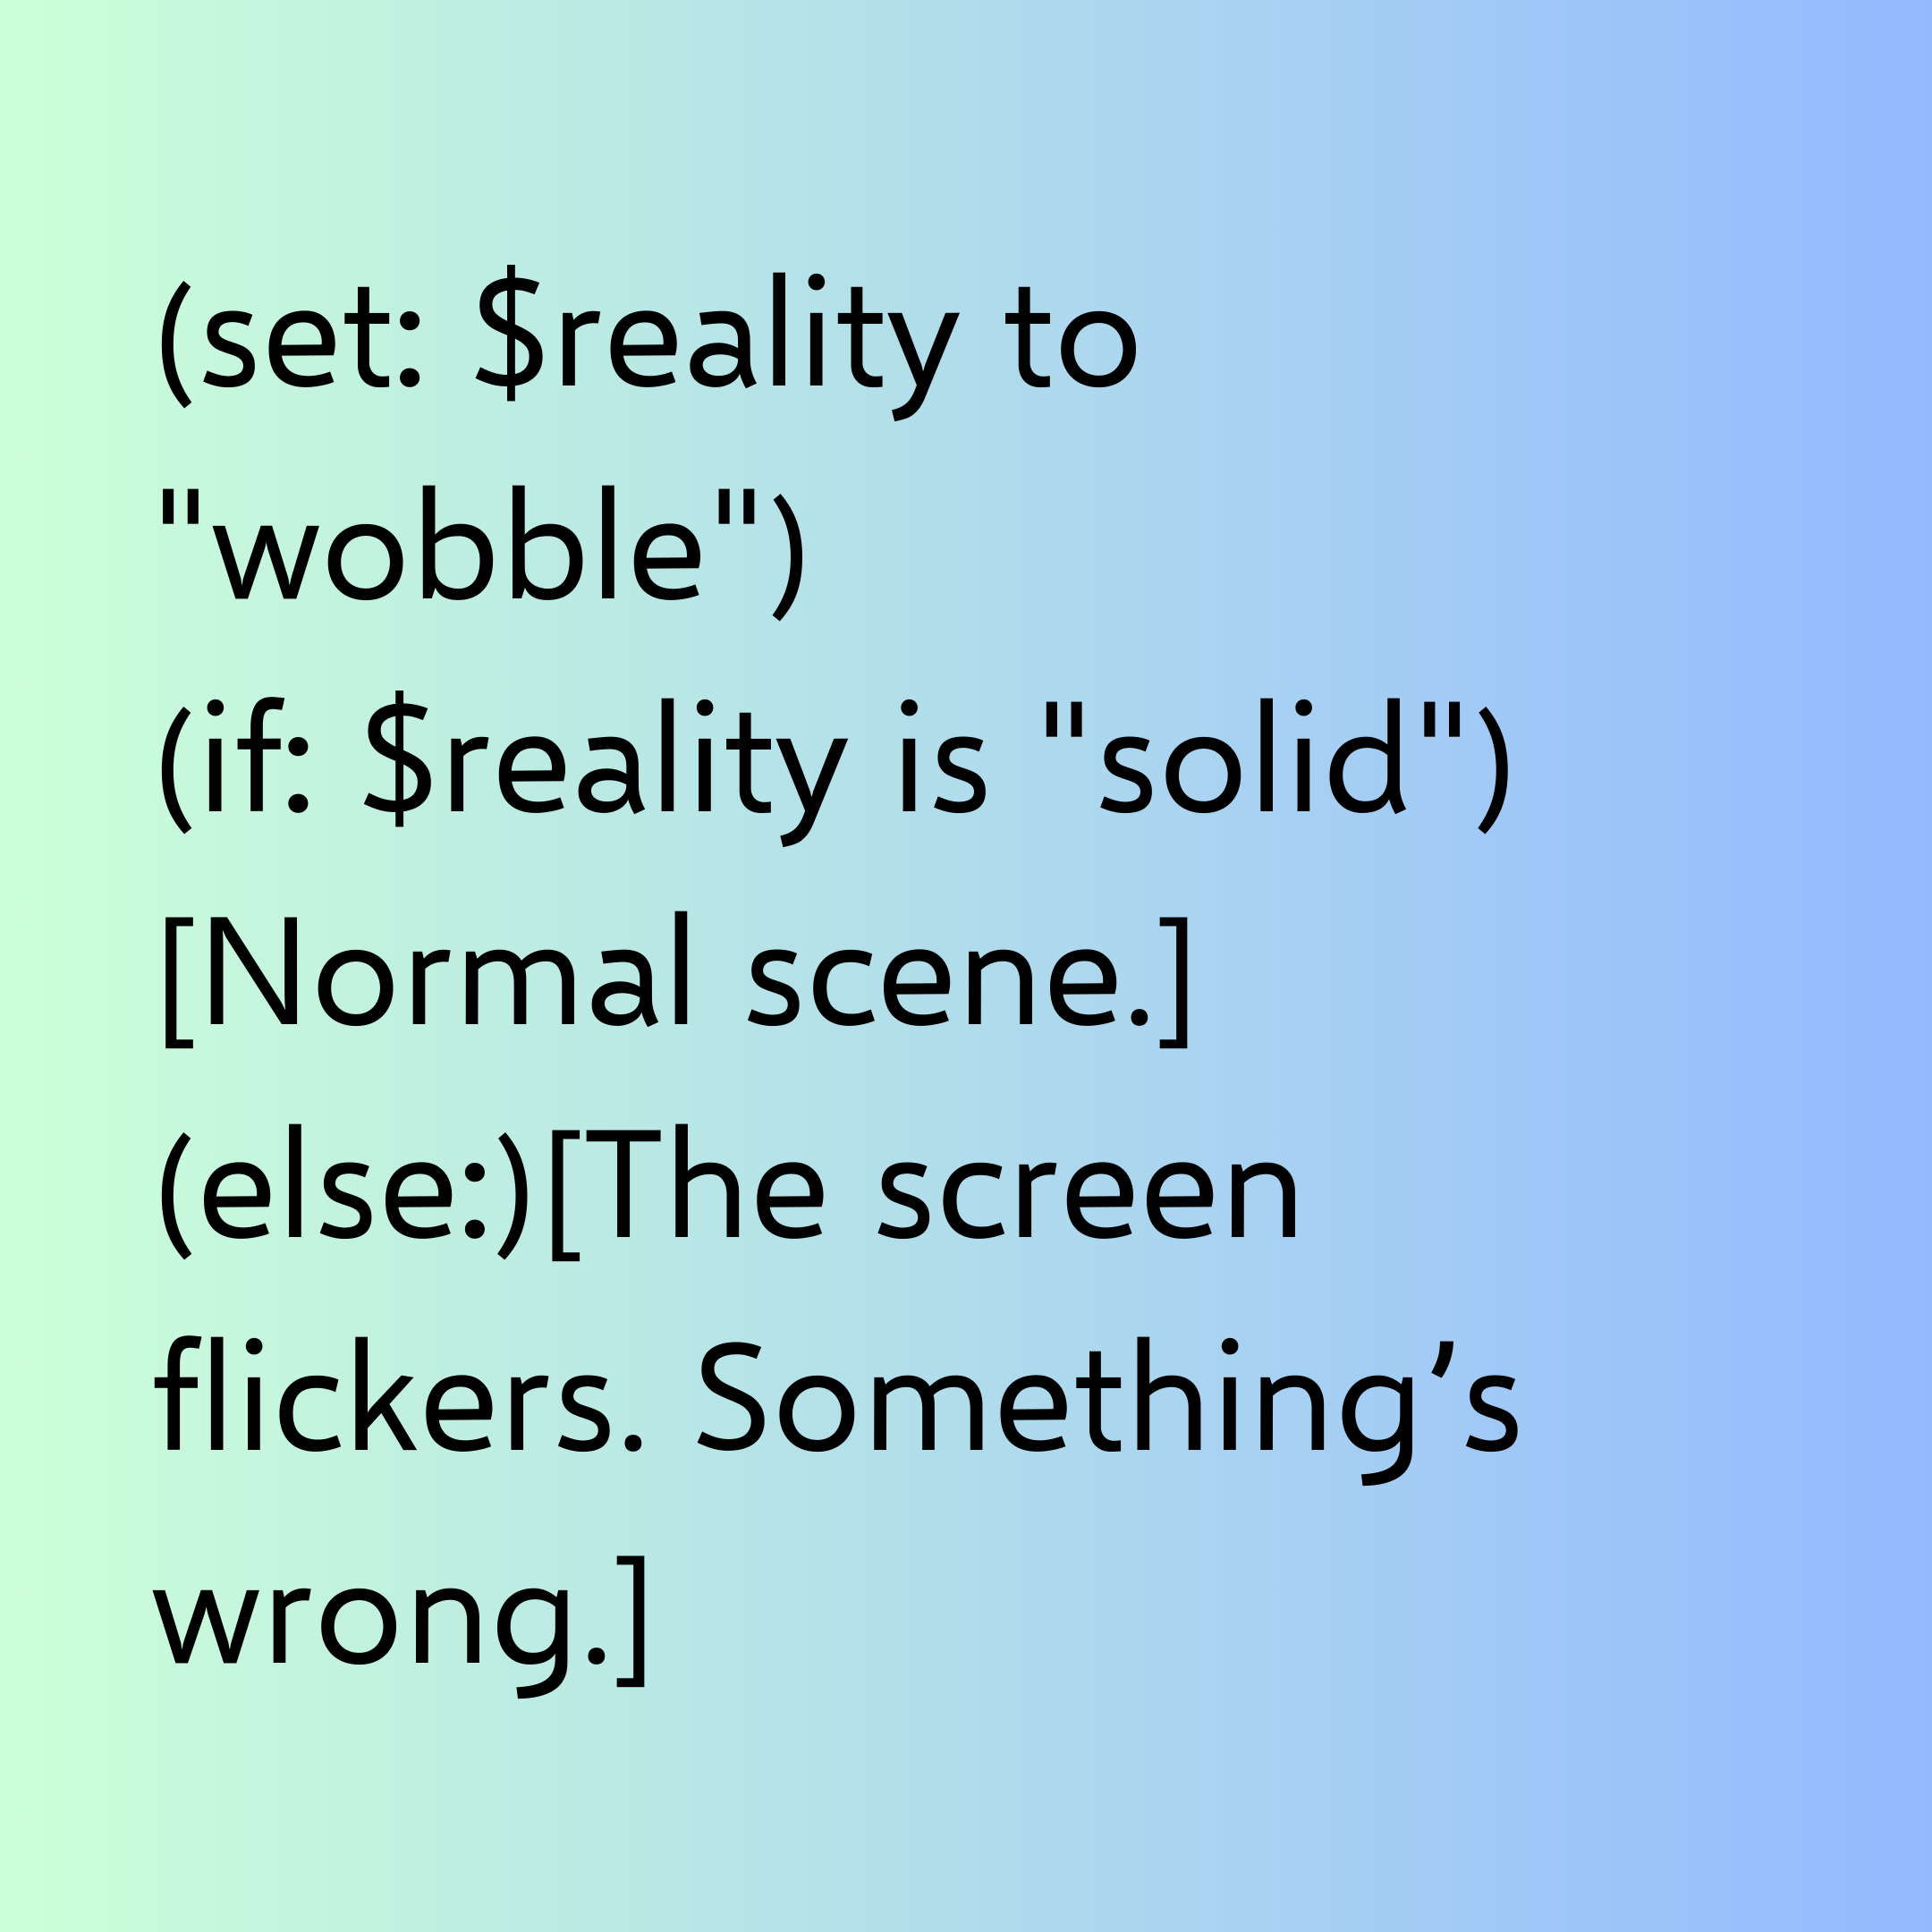 (set: $reality to
"wobble")
(if: $reality is "solid")
[Normal scene.]
(else:)[The screen
flickers. Something’s
wrong.]